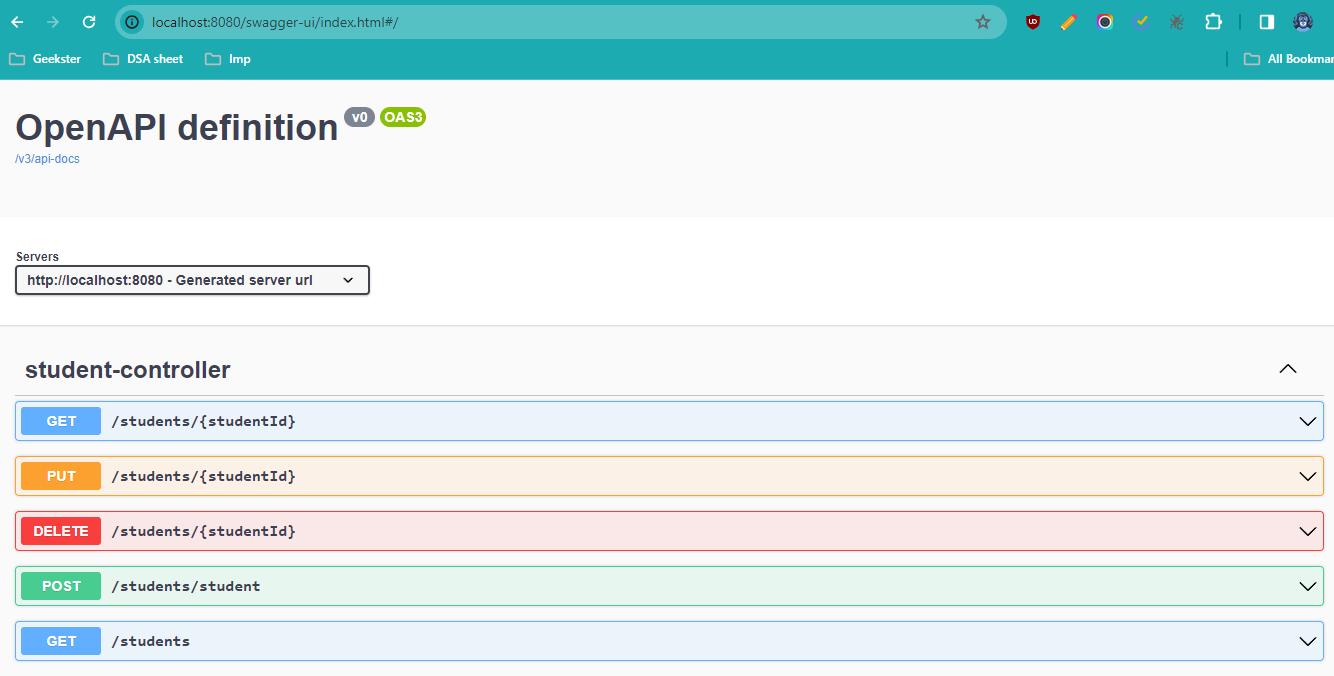 localhost:8080/swagger-ui/index.html#/
Geekster DSA sheet Imp All Bookmar
OpenAPI definition v0 OAS3
/v3/api-docs
Servers
http://localhost:8080 - Generated server url
student-controller
GET /students/{studentId}
PUT /students/{studentId}
DELETE /students/{studentId}
POST /students/student
GET /students